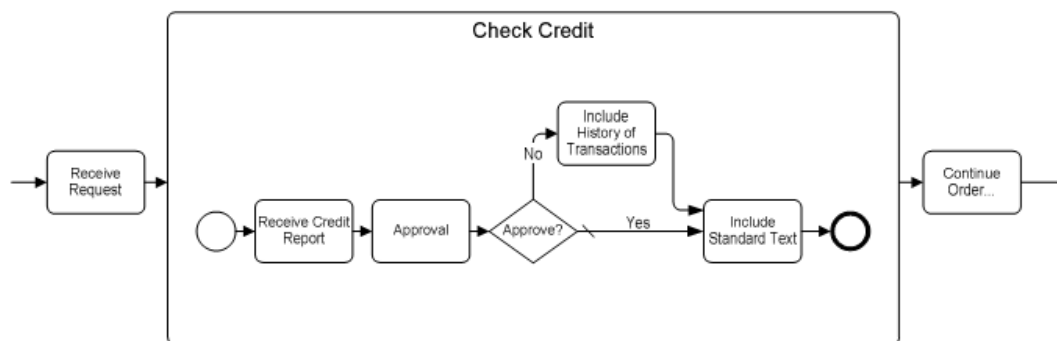 Check Credit
Receive
Request
Receive Credit
Report
Approval
Approve?
No
Include
History of
Transactions
Yes
Include
Standard Text
Continue
Order...